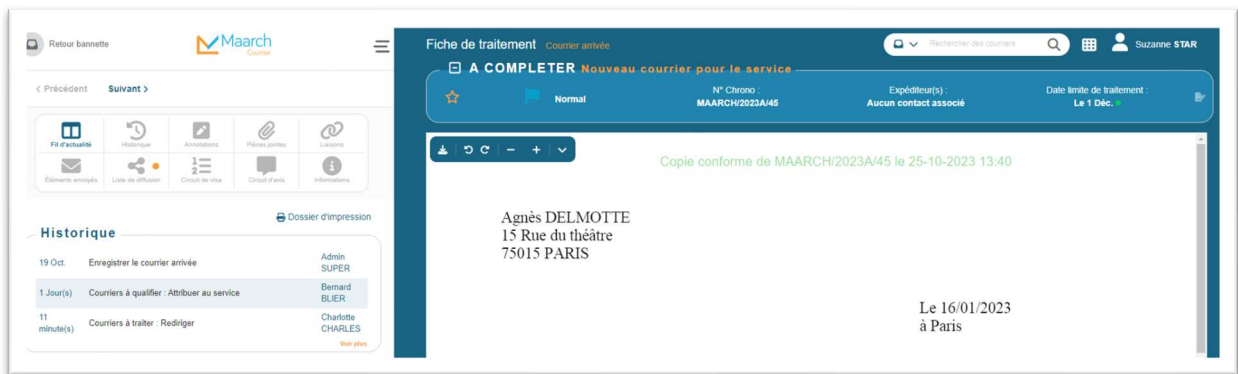 Retour bannette
Maarch
Courrier
< Précédent Suivant >
Fil d'actualité Historique Annotations Pièces jointes Liaisons
Éléments envoyés Liste de diffusion Circuit de visa Circuit d'avis Informations
Dossier d'impression
Historique
19 Oct. Enregistrer le courrier arrivée Admin SUPER
1 Jour(s) Courriers à qualifier : Attribuer au service Bernard BLIER
11 minute(s) Courriers à traiter : Rediriger Charlotte CHARLES
Voir plus
Fiche de traitement Courrier arrivée
Rechercher des courriers
Suzanne STAR
A COMPLETER Nouveau courrier pour le service
Normal
N° Chrono :
MAARCH/2023A/45
Expéditeur(s) :
Aucun contact associé
Date limite de traitement :
Le 1 Déc.
Copie conforme de MAARCH/2023A/45 le 25-10-2023 13:40
Agnès DELMOTTE
15 Rue du théâtre
75015 PARIS
Le 16/01/2023
à Paris